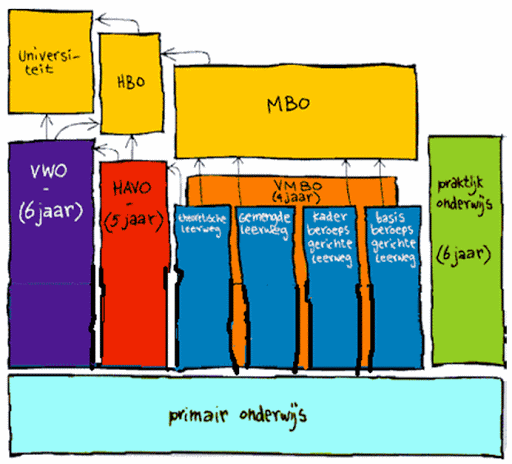 Universi-
teit
HBO
MBO
VWO
-
(6 jaar)
HAVO
-
(5 jaar)
VMBO
(4 jaar)
theoretische
leerweg
gemengde
leerweg
kader
beroeps
gerichte
leerweg
basis
beroeps
gerichte
leerweg
praktijk
onderwijs
(6 jaar)
primair onderwijs